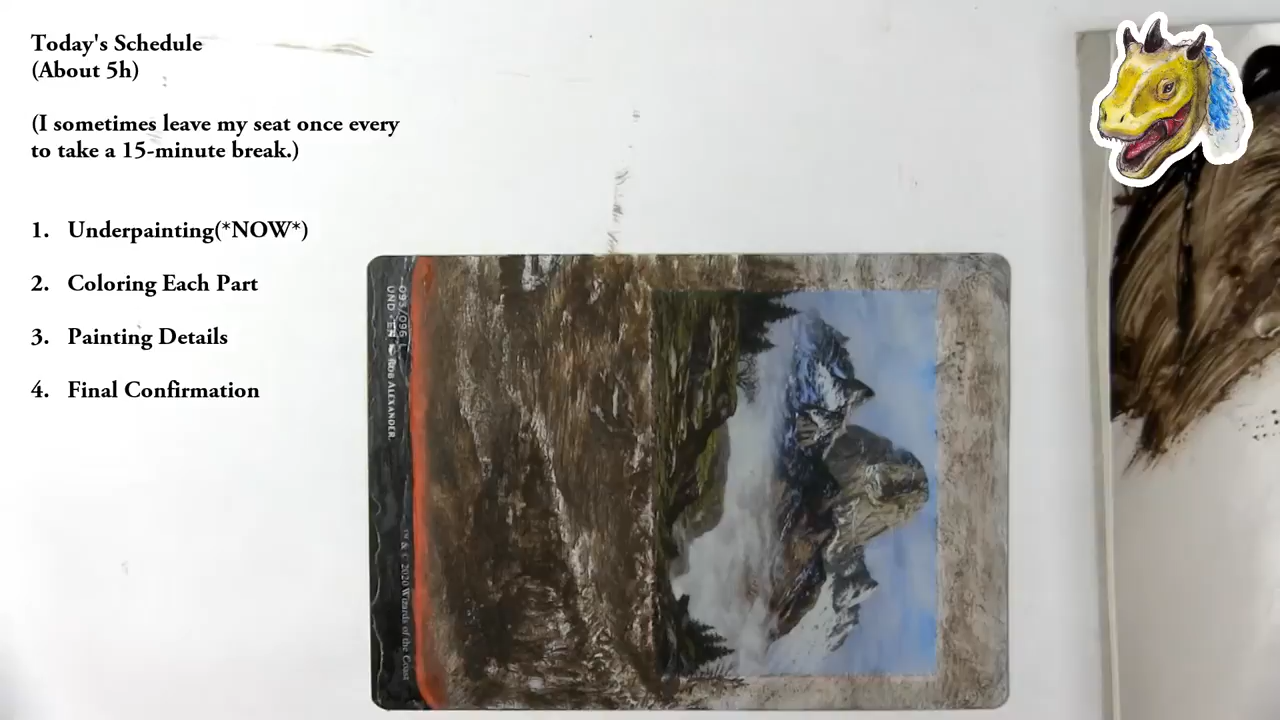 Today's Schedule
(About 5h)
(I sometimes leave my seat once every
to take a 15-minute break.)
1. Underpainting(*NOW*)
2. Coloring Each Part
3. Painting Details
4. Final Confirmation
093/096 L
UND • EN ROB ALEXANDER
™ & © 2020 Wizards of the Coast